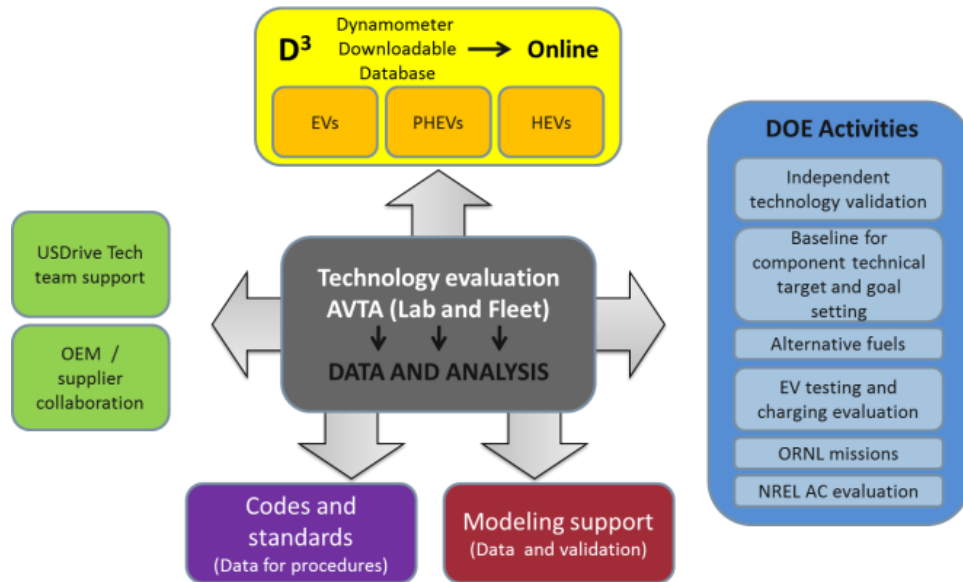 D³
Dynamometer
Downloadable
Database
Online
EVs
PHEVs
HEVs
USDrive Tech
team support
OEM /
supplier
collaboration
Technology evaluation
AVTA (Lab and Fleet)
DATA AND ANALYSIS
Codes and
standards
(Data for procedures)
Modeling support
(Data and validation)
DOE Activities
Independent
technology validation
Baseline for
component technical
target and goal
setting
Alternative fuels
EV testing and
charging evaluation
ORNL missions
NREL AC evaluation